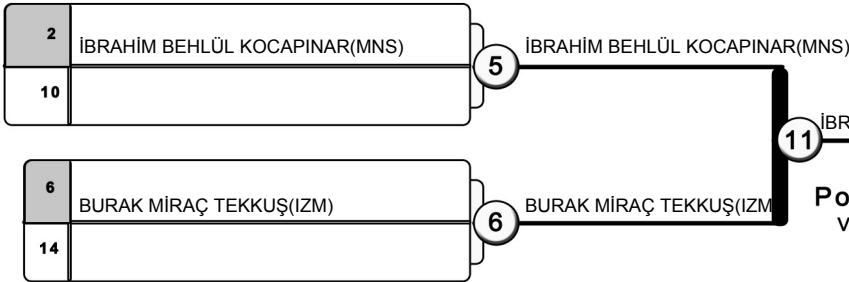 2
İBRAHİM BEHLÜL KOCAPINAR(MNS)
10
5
İBRAHİM BEHLÜL KOCAPINAR(MNS)
11
6
BURAK MİRAÇ TEKKUŞ(IZM)
14
6
BURAK MİRAÇ TEKKUŞ(IZM